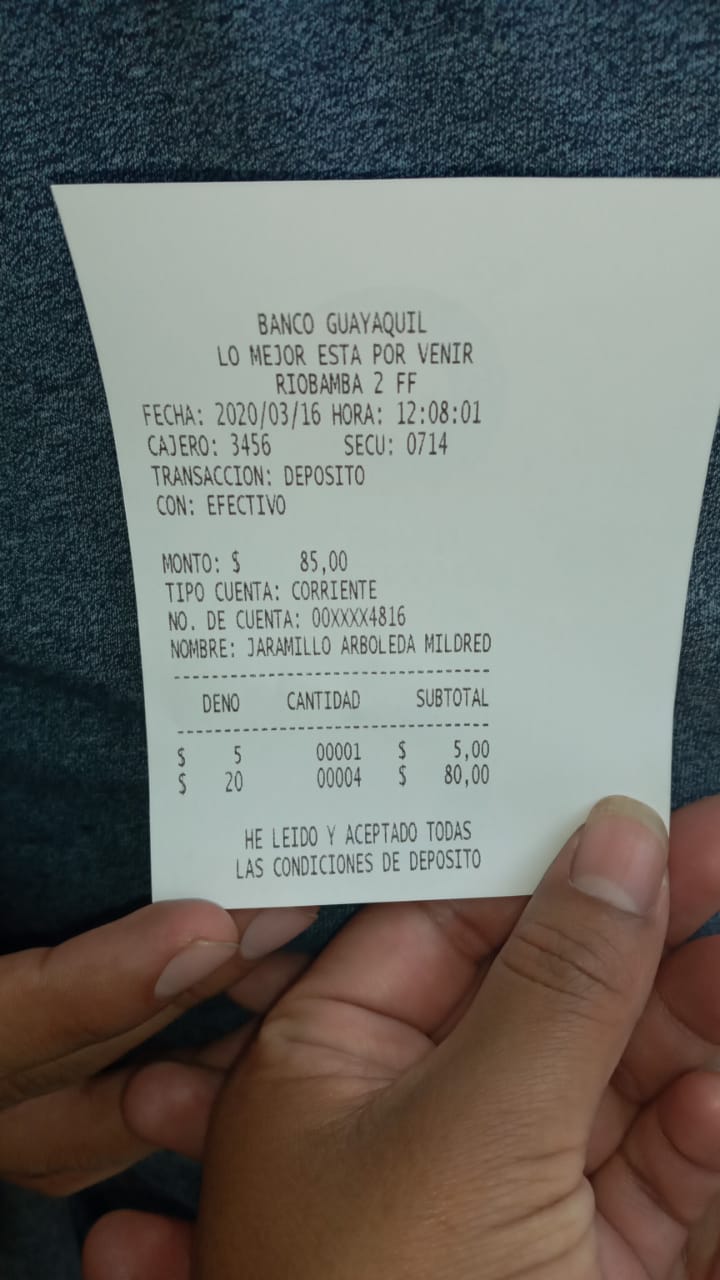 BANCO GUAYAQUIL
LO MEJOR ESTA POR VENIR
RIOBAMBA 2 FF
FECHA: 2020/03/16 HORA: 12:08:01
CAJERO: 3456 SECU: 0714
TRANSACCION: DEPOSITO
CON: EFECTIVO
MONTO: $ 85,00
TIPO CUENTA: CORRIENTE
NO. DE CUENTA: 00XXXX4816
NOMBRE: JARAMILLO ARBOLEDA MILDRED
--------------------------------
DENO CANTIDAD SUBTOTAL
--------------------------------
$ 5 00001 $ 5,00
$ 20 00004 $ 80,00
HE LEIDO Y ACEPTADO TODAS
LAS CONDICIONES DE DEPOSITO